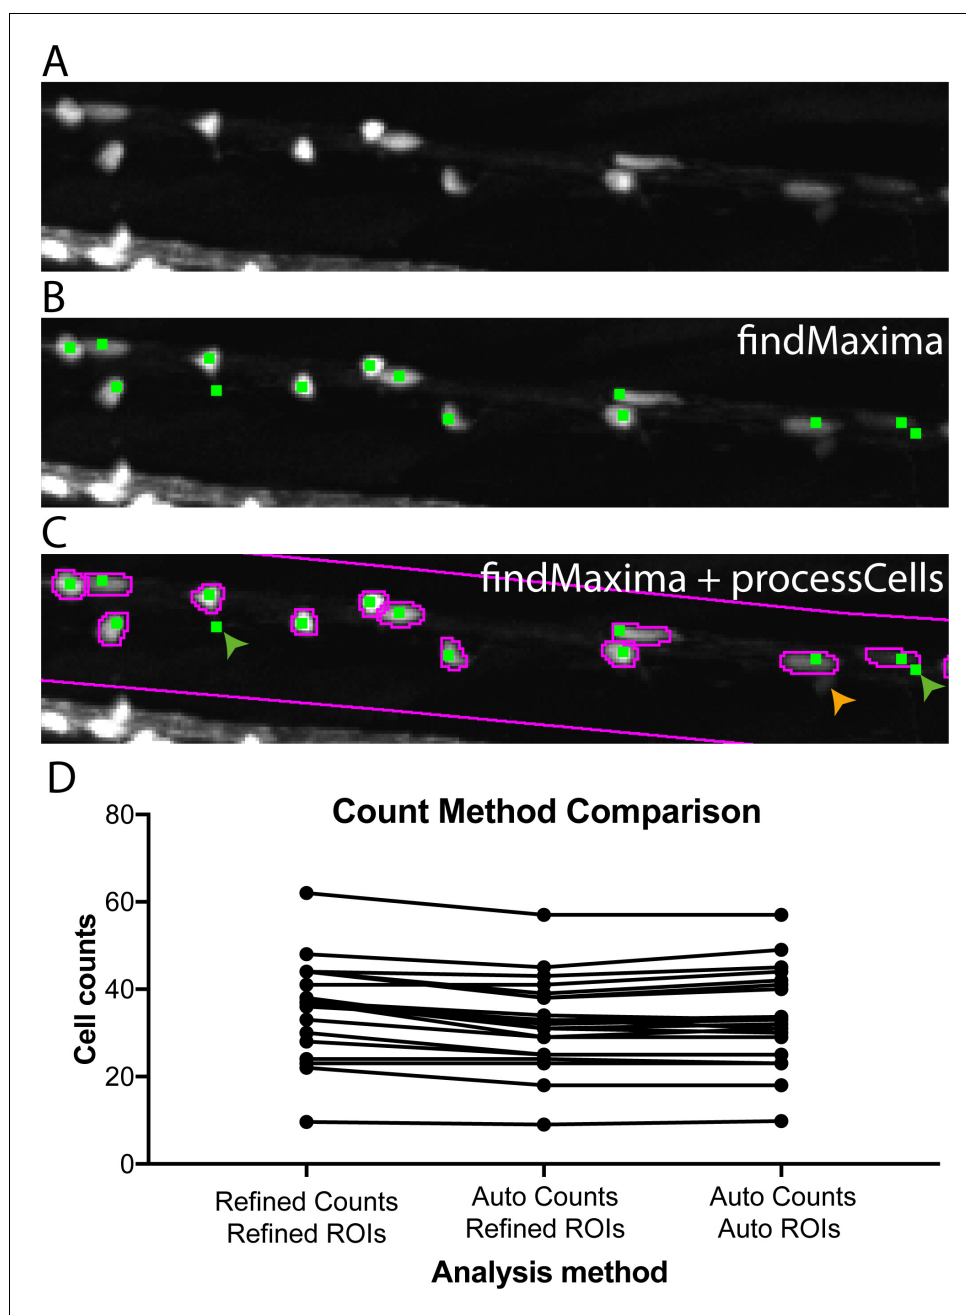 A
B
findMaxima
C
findMaxima + processCells
D
Count Method Comparison
80
60
40
20
0
Cell counts
Refined Counts
Refined ROIs
Auto Counts
Refined ROIs
Auto Counts
Auto ROIs
Analysis method